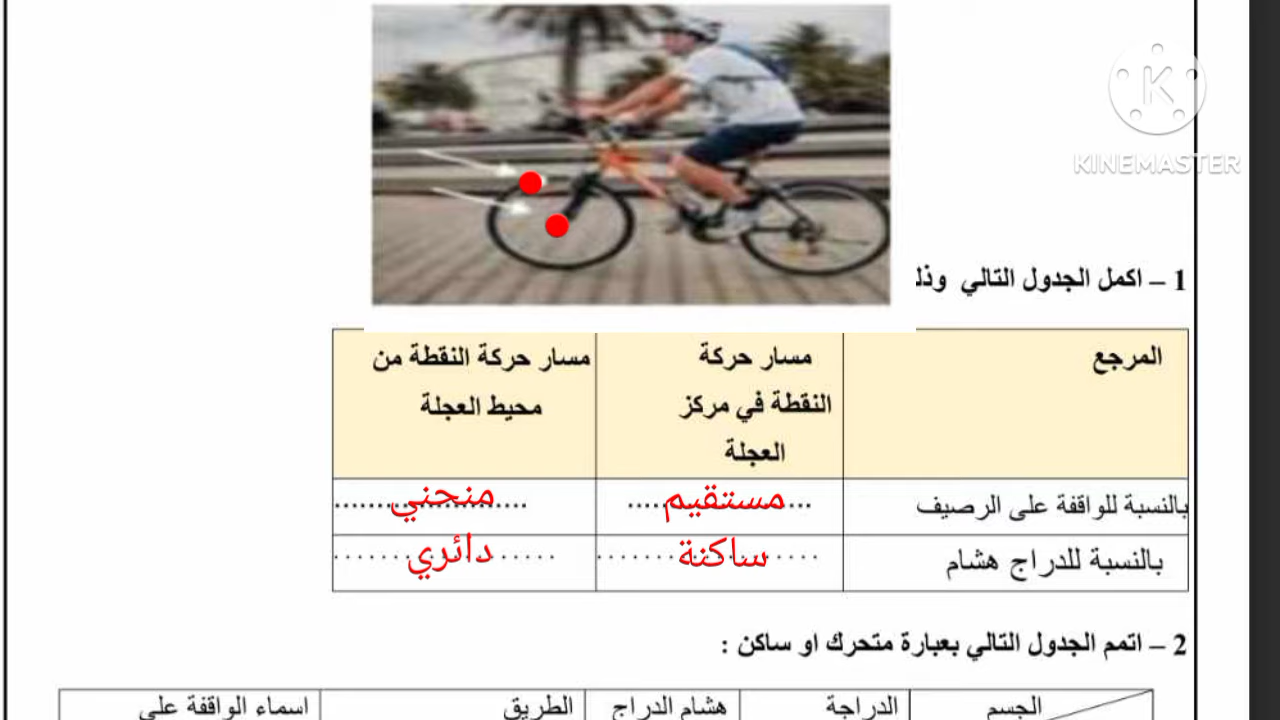 K
KINEMASTER
1 – اكمل الجدول التالي وذل
المرجع
مسار حركة
النقطة في مركز
العجلة
مسار حركة النقطة من
محيط العجلة
بالنسبة للواقفة على الرصيف
مستقيم
منحني
بالنسبة للدراج هشام
ساكنة
دائري
2 – اتمم الجدول التالي بعبارة متحرك او ساكن :
الجسم
الدراجة
هشام الدراج
الطريق
اسماء الواقفة على